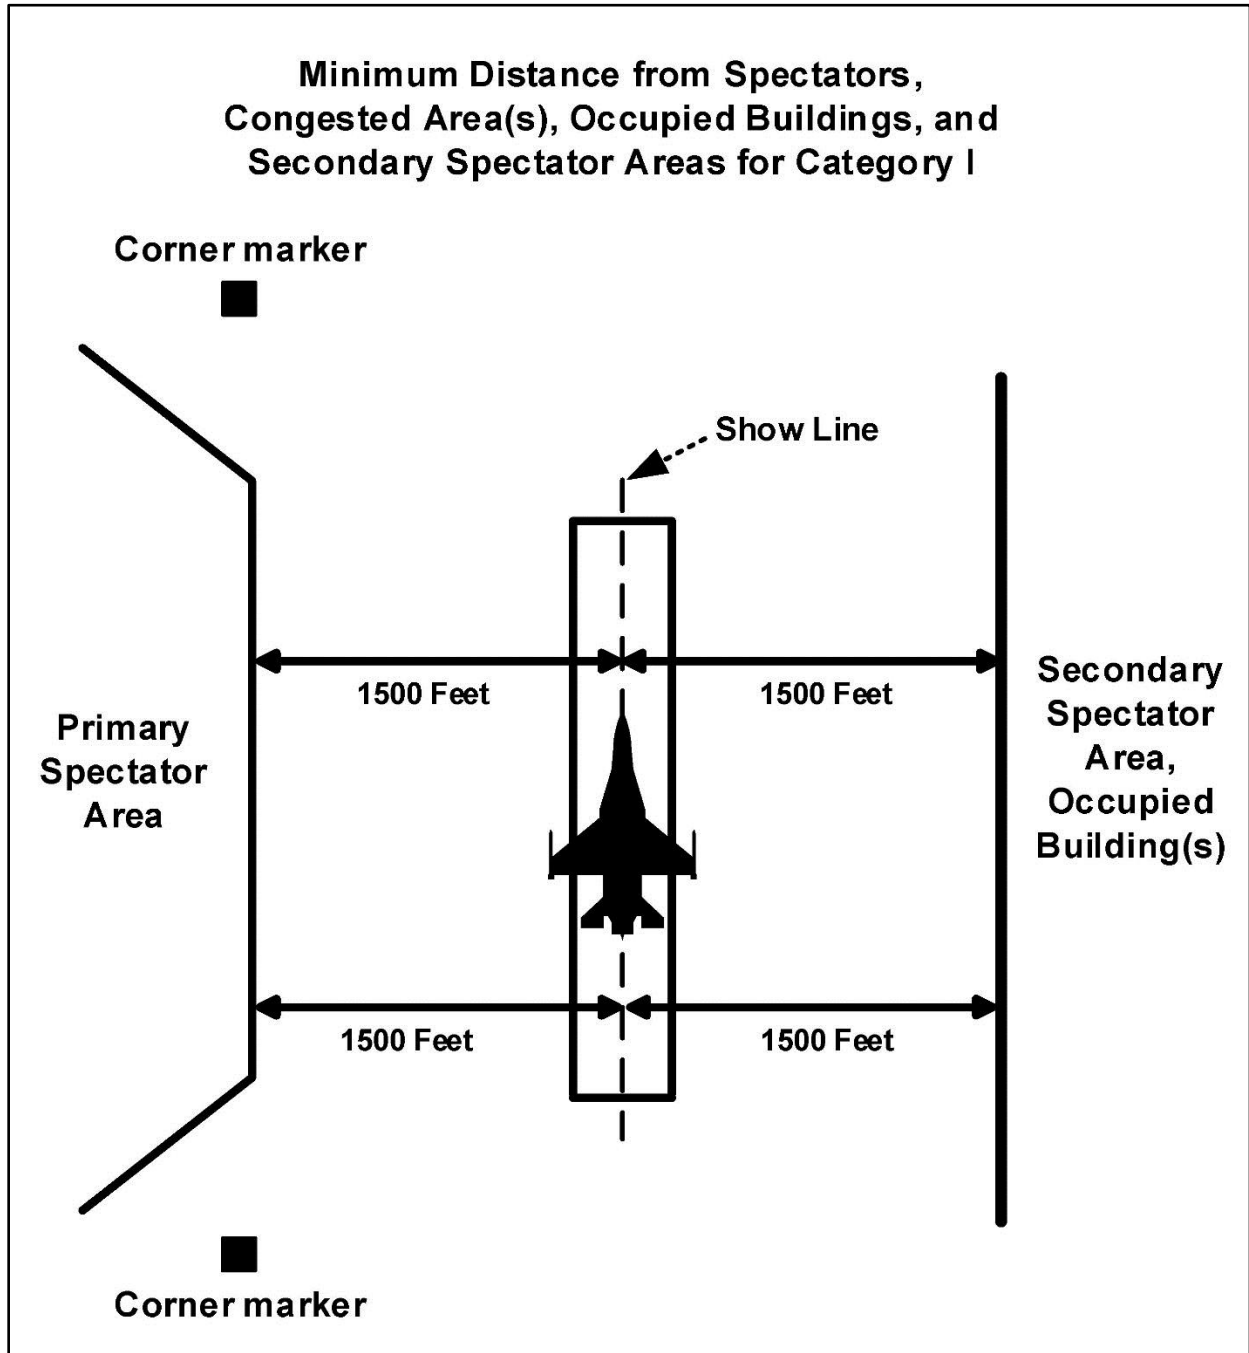 Minimum Distance from Spectators,
Congested Area(s), Occupied Buildings, and
Secondary Spectator Areas for Category I
Corner marker
Show Line
1500 Feet
1500 Feet
Primary
Spectator
Area
Secondary
Spectator
Area,
Occupied
Building(s)
1500 Feet
1500 Feet
Corner marker